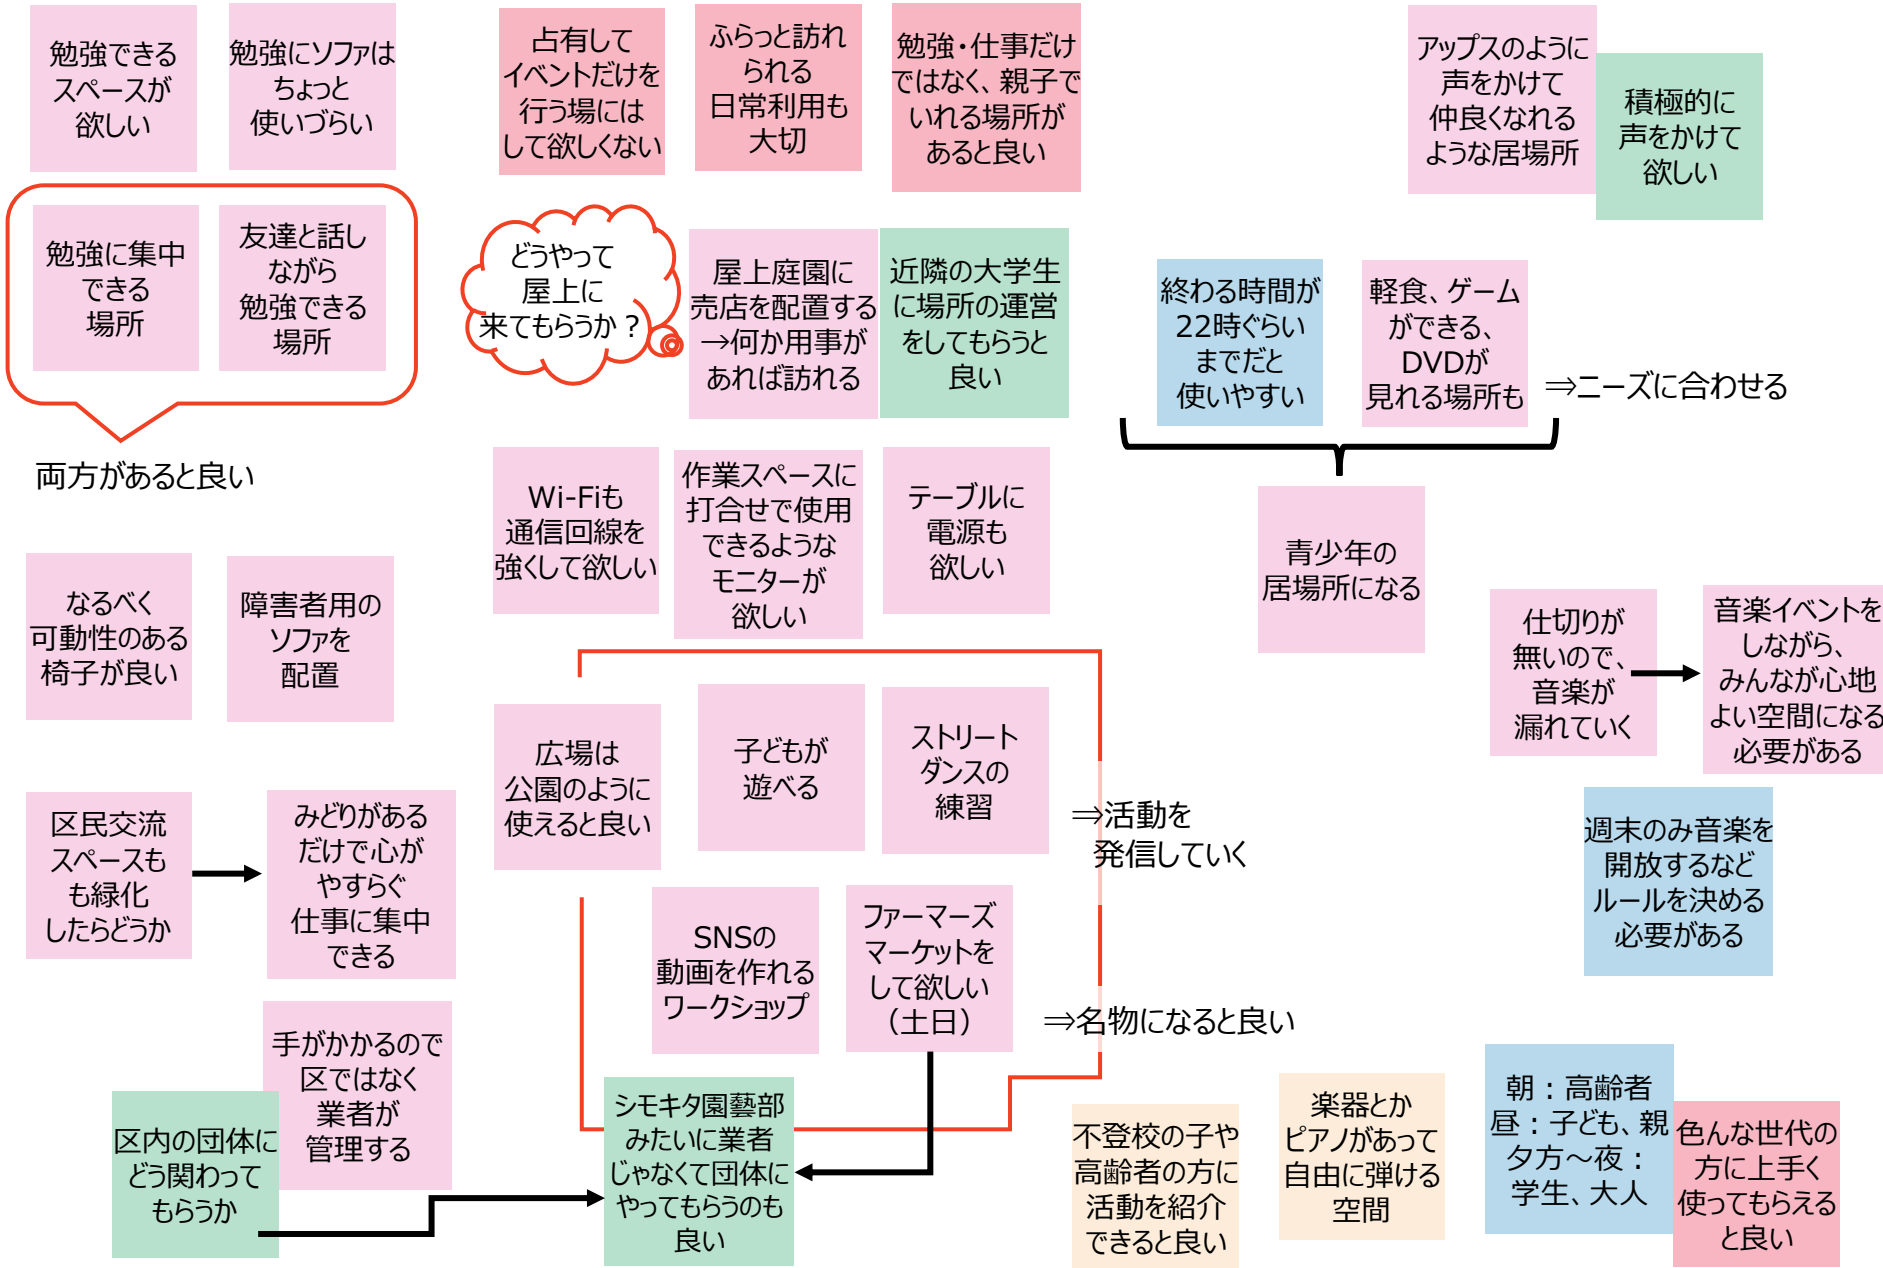 勉強できる
スペースが
欲しい
勉強にソファは
ちょっと
使いづらい
占有して
イベントだけを
行う場には
して欲しくない
ふらっと訪れ
られる
日常利用も
大切
勉強・仕事だけ
ではなく、親子で
いれる場所が
あると良い
アップスのように
声をかけて
仲良くなれる
ような居場所
積極的に
声をかけて
欲しい
勉強に集中
できる
場所
友達と話し
ながら
勉強できる
場所
両方があると良い
どうやって
屋上に
来てもらうか？
屋上庭園に
売店を配置する
→何か用事が
あれば訪れる
近隣の大学生
に場所の運営
をしてもらうと
良い
終わる時間が
22時ぐらい
までだと
使いやすい
軽食、ゲーム
ができる、
DVDが
見れる場所も
⇒ニーズに合わせる
青少年の
居場所になる
Wi-Fiも
通信回線を
強くして欲しい
作業スペースに
打合せで使用
できるような
モニターが
欲しい
テーブルに
電源も
欲しい
なるべく
可動性のある
椅子が良い
障害者用の
ソファを
配置
仕切りが
無いので、
音楽が
漏れていく
音楽イベントを
しながら、
みんなが心地
よい空間になる
必要がある
広場は
公園のように
使えると良い
子どもが
遊べる
ストリート
ダンスの
練習
⇒活動を
発信していく
区民交流
スペースも
も緑化
したらどうか
みどりがある
だけで心が
やすらぐ
仕事に集中
できる
週末のみ音楽を
開放するなど
ルールを決める
必要がある
SNSの
動画を作れる
ワークショップ
ファーマーズ
マーケットを
して欲しい
（土日）
⇒名物になると良い
手がかかるので
区ではなく
業者が
管理する
区内の団体に
どう関わって
もらうか
シモキタ園藝部
みたいに業者
じゃなくて団体に
やってもらうのも
良い
不登校の子や
高齢者の方に
活動を紹介
できると良い
楽器とか
ピアノがあって
自由に弾ける
空間
朝：高齢者
昼：子ども、親
夕方～夜：
学生、大人
色んな世代の
方に上手く
使ってもらえる
と良い